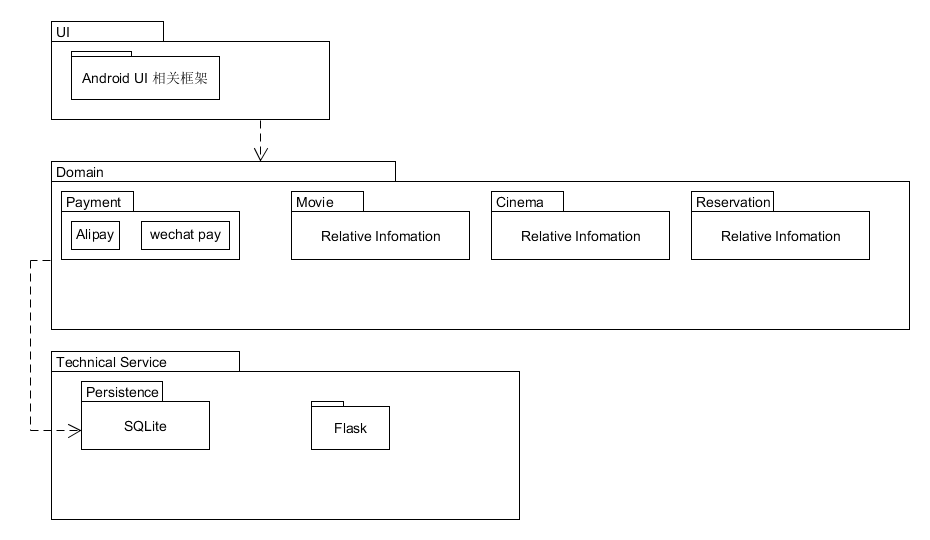 UI
Android UI 相关框架
Domain
Payment
Movie
Cinema
Reservation
Alipay
wechat pay
Relative Infomation
Relative Infomation
Relative Infomation
Technical Service
Persistence
SQLite
Flask